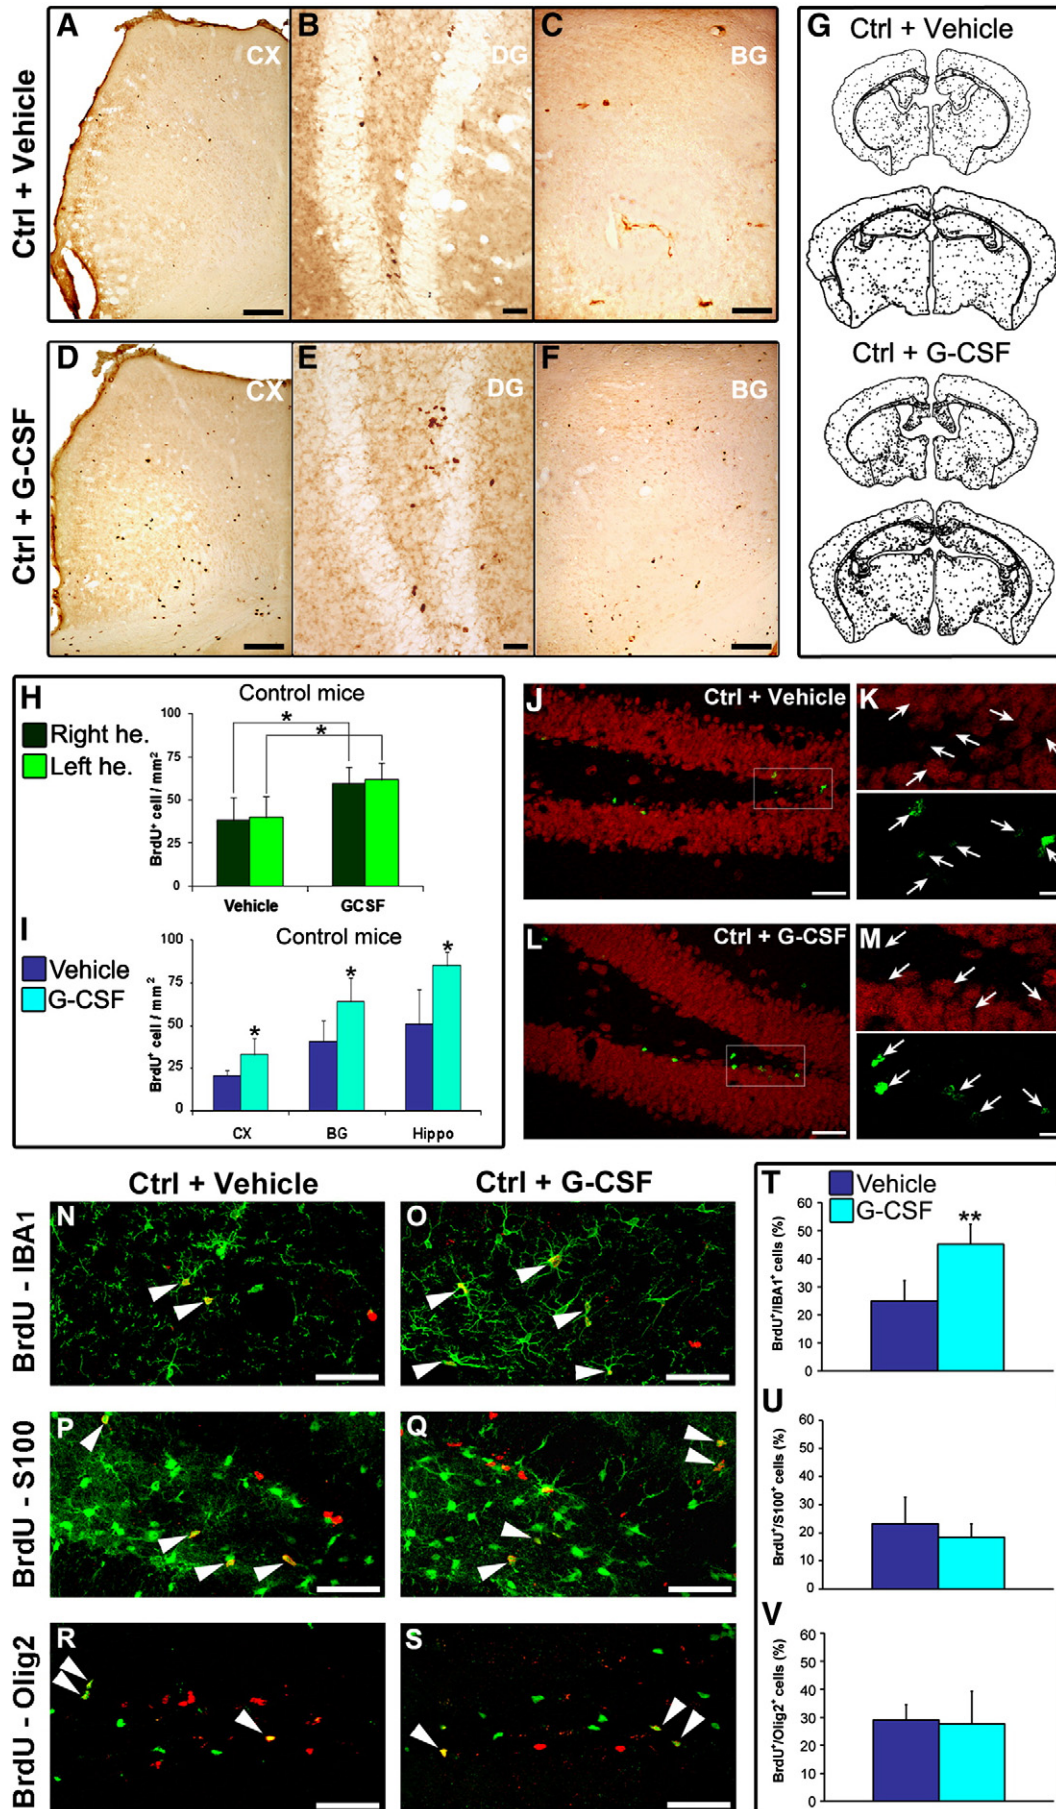 Ctrl + Vehicle
A
CX
B
DG
C
BG
G
Ctrl + Vehicle
Ctrl + G-CSF
Ctrl + G-CSF
D
CX
E
DG
F
BG
H
Control mice
Right he.
Left he.
BrdU⁺ cell / mm²
100
75
50
25
0
*
*
Vehicle
GCSF
I
Control mice
Vehicle
G-CSF
BrdU⁺ cell / mm²
100
75
50
25
0
*
*
*
CX
BG
Hippo
J
Ctrl + Vehicle
K
L
Ctrl + G-CSF
M
Ctrl + Vehicle
Ctrl + G-CSF
BrdU - IBA1
N
O
BrdU - S100
P
Q
BrdU - Olig2
R
S
T
Vehicle
G-CSF
BrdU⁺/IBA1⁺ cells (%)
60
50
40
30
20
10
0
**
U
BrdU⁺/S100⁺ cells (%)
60
50
40
30
20
10
0
V
BrdU⁺/Olig2⁺ cells (%)
60
50
40
30
20
10
0